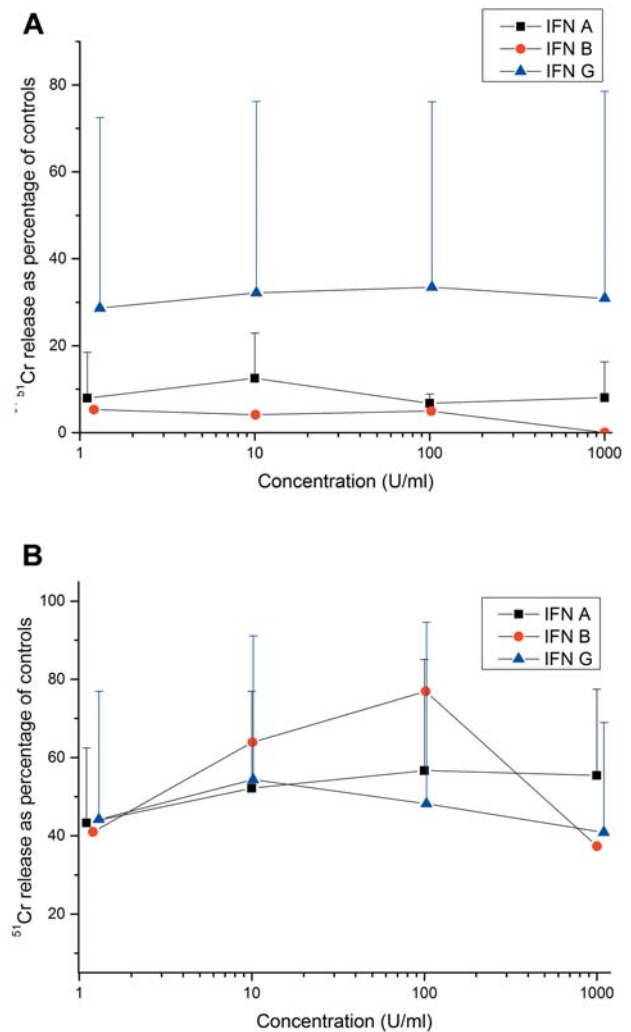 A
IFN A
IFN B
IFN G
80
60
40
20
0
1
10
100
1000
⁵¹Cr release as percentage of controls
Concentration (U/ml)
B
IFN A
IFN B
IFN G
100
80
60
40
20
1
10
100
1000
⁵¹Cr release as percentage of controls
Concentration (U/ml)